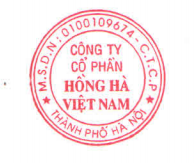 M.S.D.N: 0100109674 - C.T.C.P
CÔNG TY
CỔ PHẦN
HỒNG HÀ
VIỆT NAM
THÀNH PHỐ HÀ NỘI